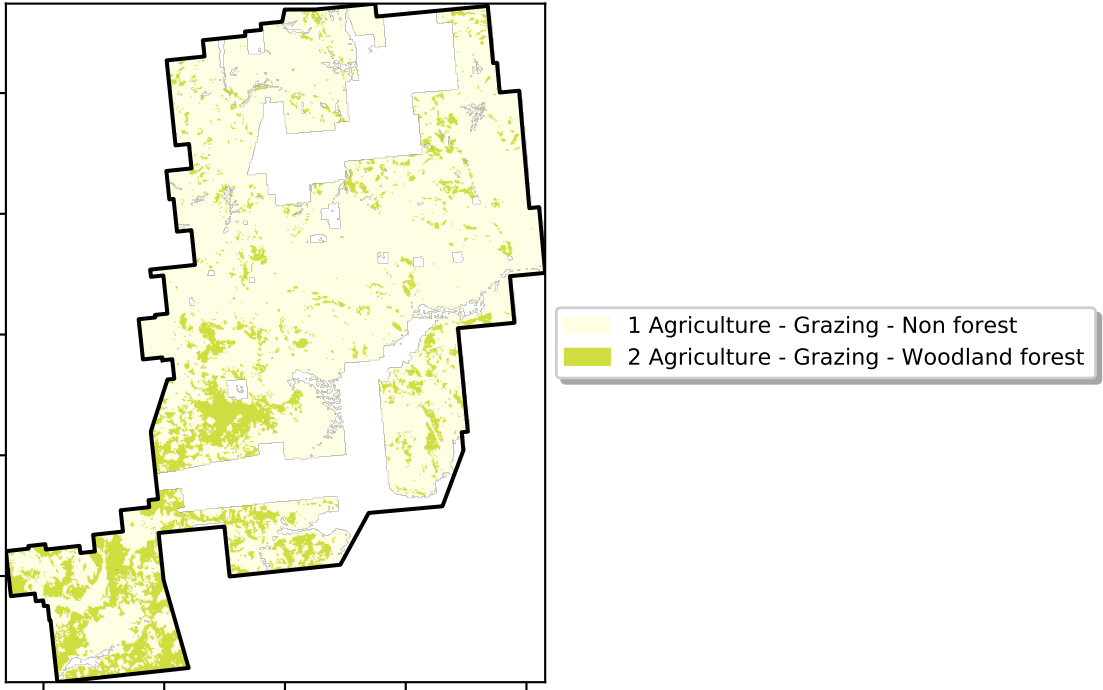 1 Agriculture - Grazing - Non forest
2 Agriculture - Grazing - Woodland forest